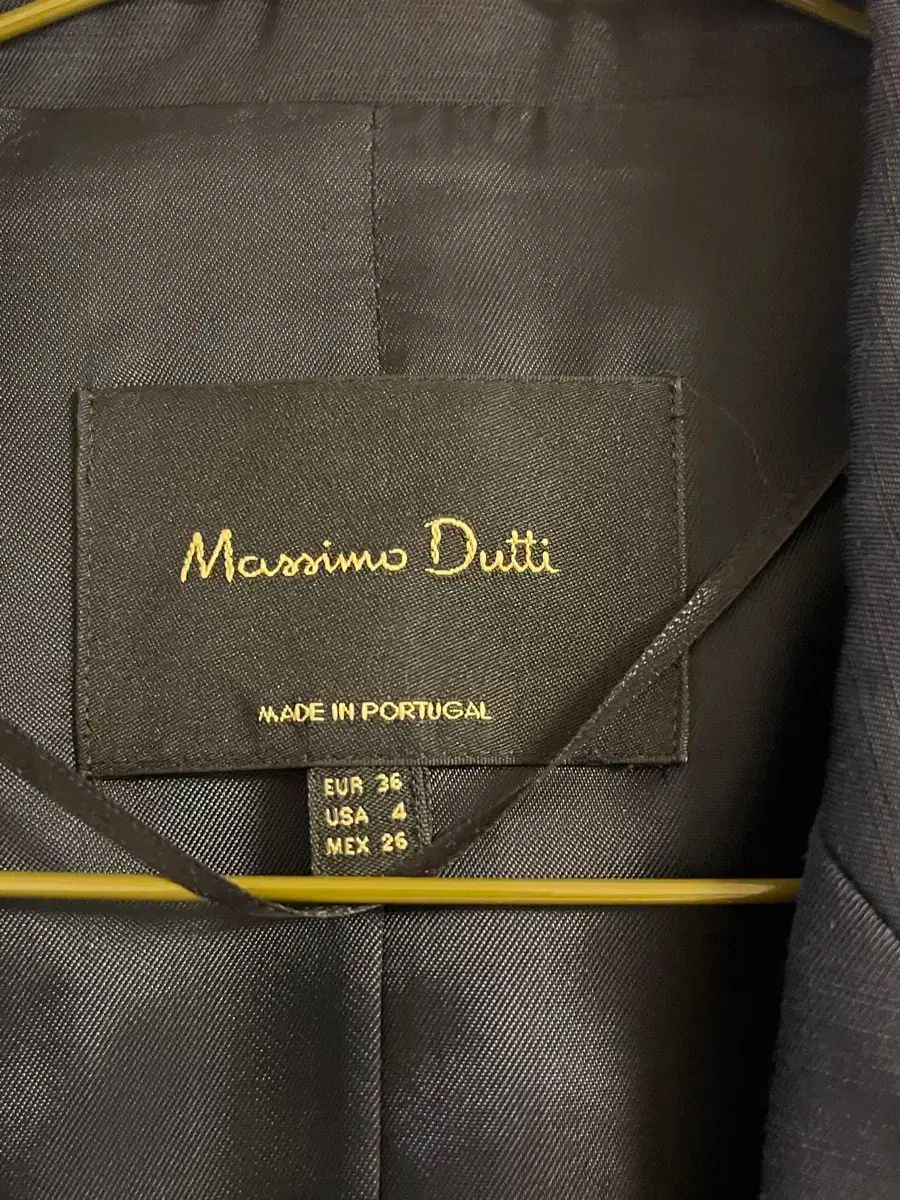 Massimo Dutti
MADE IN PORTUGAL
EUR 36
USA 4
MEX 26